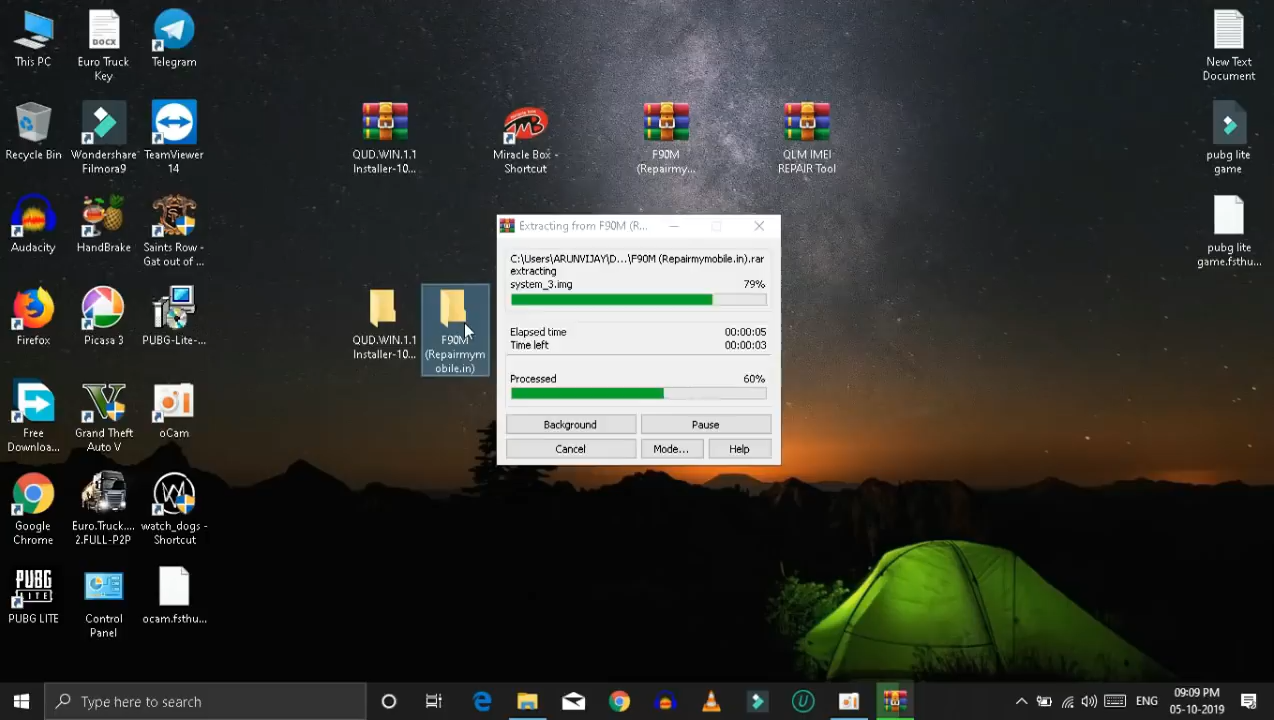 This PC
Euro Truck
Key
Telegram
New Text
Document
DOCX
Recycle Bin
Wondershare
Filmora9
TeamViewer
14
QUD.WIN.1.1
Installer-10...
Miracle Box -
Shortcut
F90M
(Repairmy...
QLM IMEI
REPAIR Tool
pubg lite
game
Audacity
HandBrake
Saints Row -
Gat out of ...
pubg lite
game.fsthu...
Extracting from F90M (R...
C:\Users\ARUNVIJAY\D...\F90M (Repairmymobile.in).rar
extracting
system_3.img 79%
Elapsed time 00:00:05
Time left 00:00:03
Processed 60%
Background
Pause
Cancel
Mode...
Help
Firefox
Picasa 3
PUBG-Lite-...
QUD.WIN.1.1
Installer-10...
F90M
(Repairmym
obile.in)
Free
Downloa...
Grand Theft
Auto V
oCam
Google
Chrome
Euro.Truck....
2.FULL-P2P
watch_dogs -
Shortcut
PUBG
LITE
PUBG LITE
Control
Panel
ocam.fsthu...
Type here to search
ENG
09:09 PM
05-10-2019